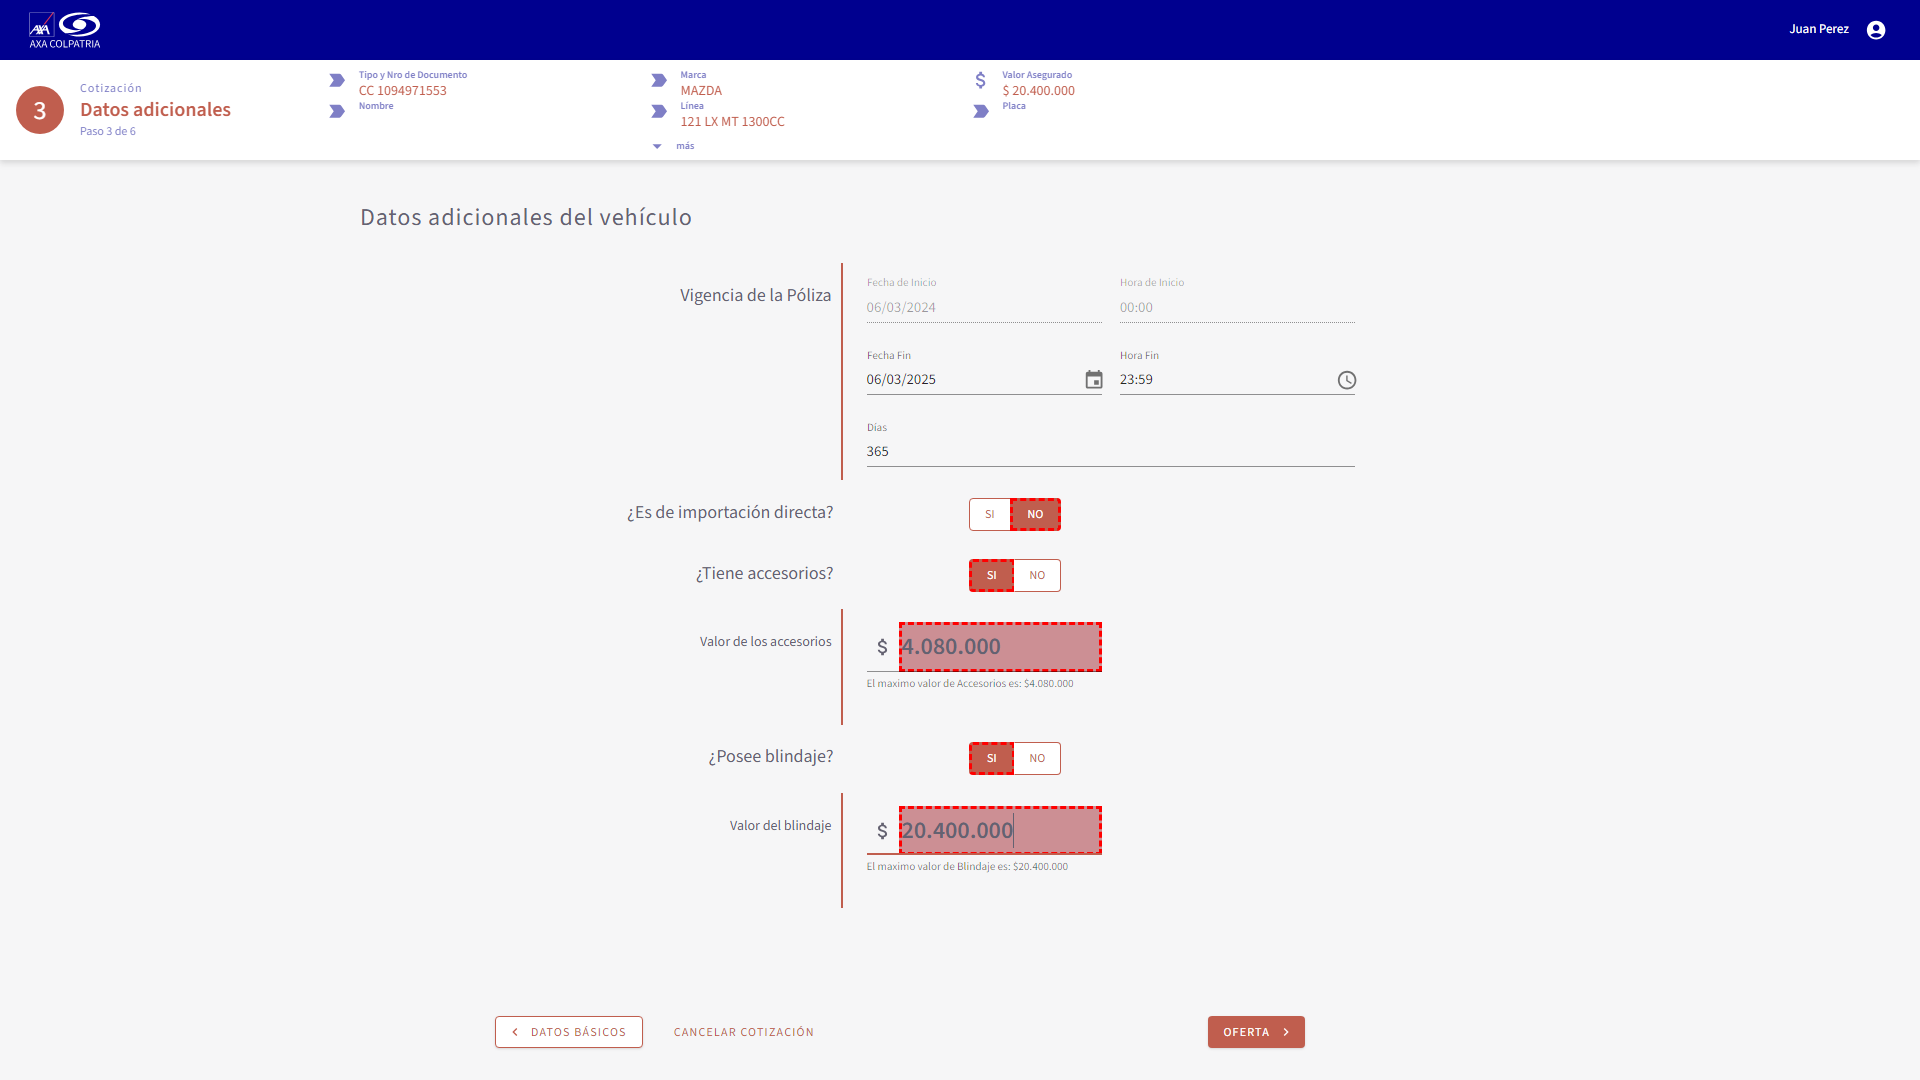 AXA COLPATRIA
Juan Perez
3
Cotización
Datos adicionales
Paso 3 de 6
Tipo y Nro de Documento
CC 1094971553
Nombre
Marca
MAZDA
Línea
121 LX MT 1300CC
más
Valor Asegurado
$ 20.400.000
Placa
Datos adicionales del vehículo
Vigencia de la Póliza
Fecha de Inicio
06/03/2024
Hora de Inicio
00:00
Fecha Fin
06/03/2025
Hora Fin
23:59
Días
365
¿Es de importación directa?
SI NO
¿Tiene accesorios?
SI NO
Valor de los accesorios
$ 4.080.000
El maximo valor de Accesorios es: $4.080.000
¿Posee blindaje?
SI NO
Valor del blindaje
$ 20.400.000
El maximo valor de Blindaje es: $20.400.000
DATOS BÁSICOS
CANCELAR COTIZACIÓN
OFERTA